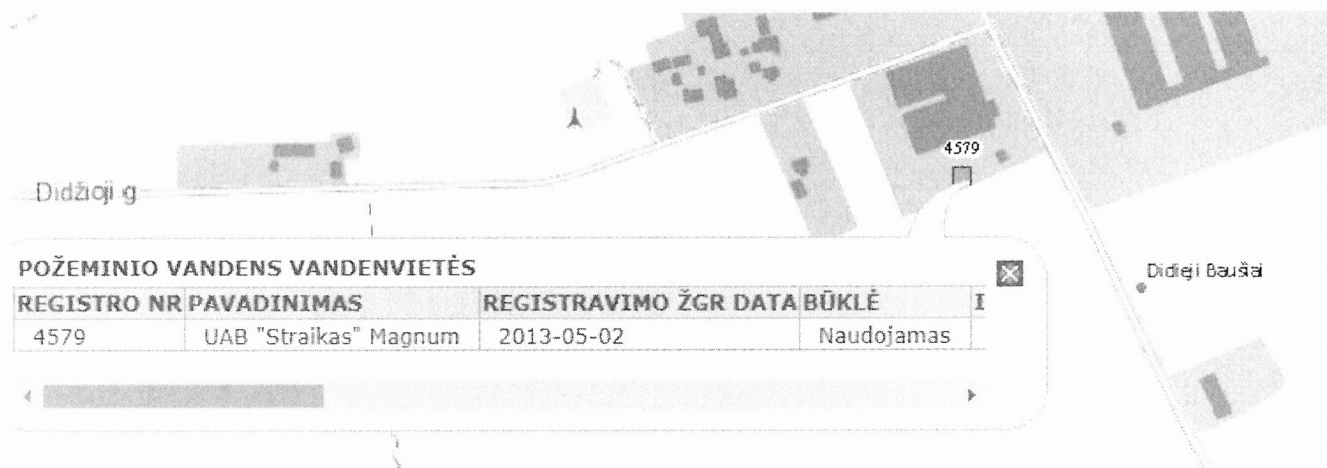 4579
Didžioji g
POŽEMINIO VANDENS VANDENVIETĖS
Didieji Baušiai
REGISTRO NR PAVADINIMAS REGISTRAVIMO ŽGR DATA BŪKLĖ I
4579 UAB "Straikas" Magnum 2013-05-02 Naudojamas